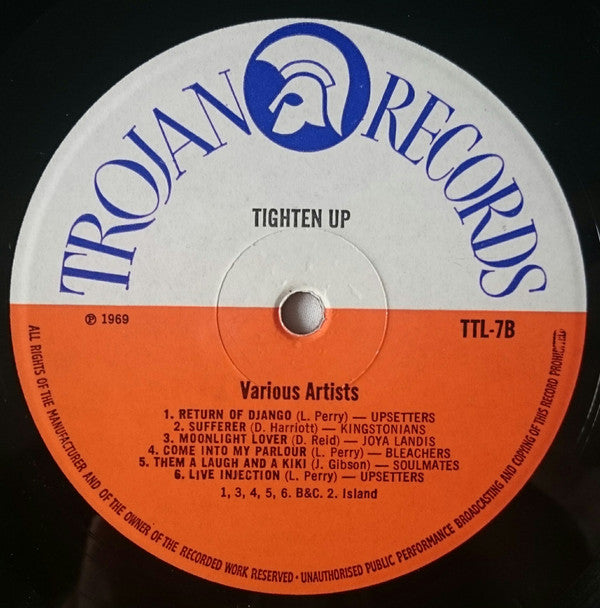 TROJAN RECORDS
TIGHTEN UP
℗ 1969
TTL-7B
Various Artists
1. RETURN OF DJANGO (L. Perry) — UPSETTERS
2. SUFFERER (D. Harriott) — KINGSTONIANS
3. MOONLIGHT LOVER (D. Reid) — JOYA LANDIS
4. COME INTO MY PARLOUR (L. Perry) — BLEACHERS
5. THEM A LAUGH AND A KIKI (J. Gibson) — SOULMATES
6. LIVE INJECTION (L. Perry) — UPSETTERS
1, 3, 4, 5, 6. B&C. 2. Island
ALL RIGHTS OF THE MANUFACTURER AND OF THE OWNER OF THE RECORDED WORK RESERVED · UNAUTHORISED PUBLIC PERFORMANCE BROADCASTING AND COPYING OF THIS RECORD PROHIBITED